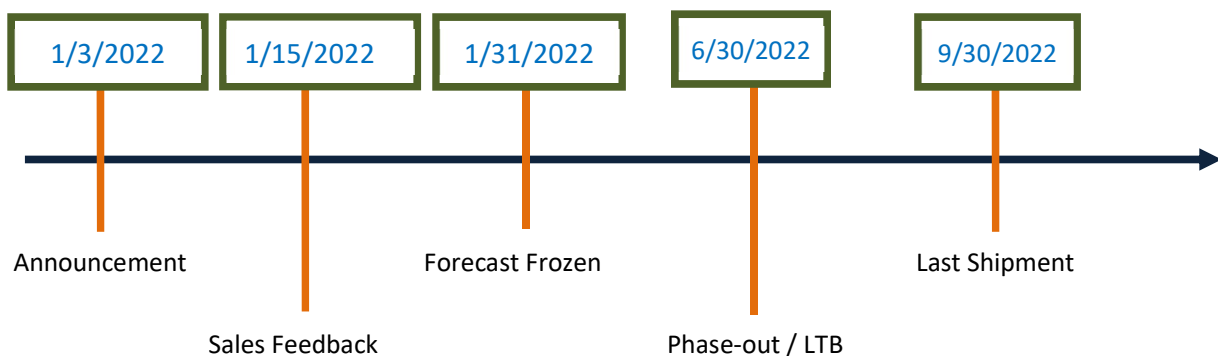 1/3/2022
1/15/2022
1/31/2022
6/30/2022
9/30/2022
Announcement
Forecast Frozen
Last Shipment
Sales Feedback
Phase-out / LTB